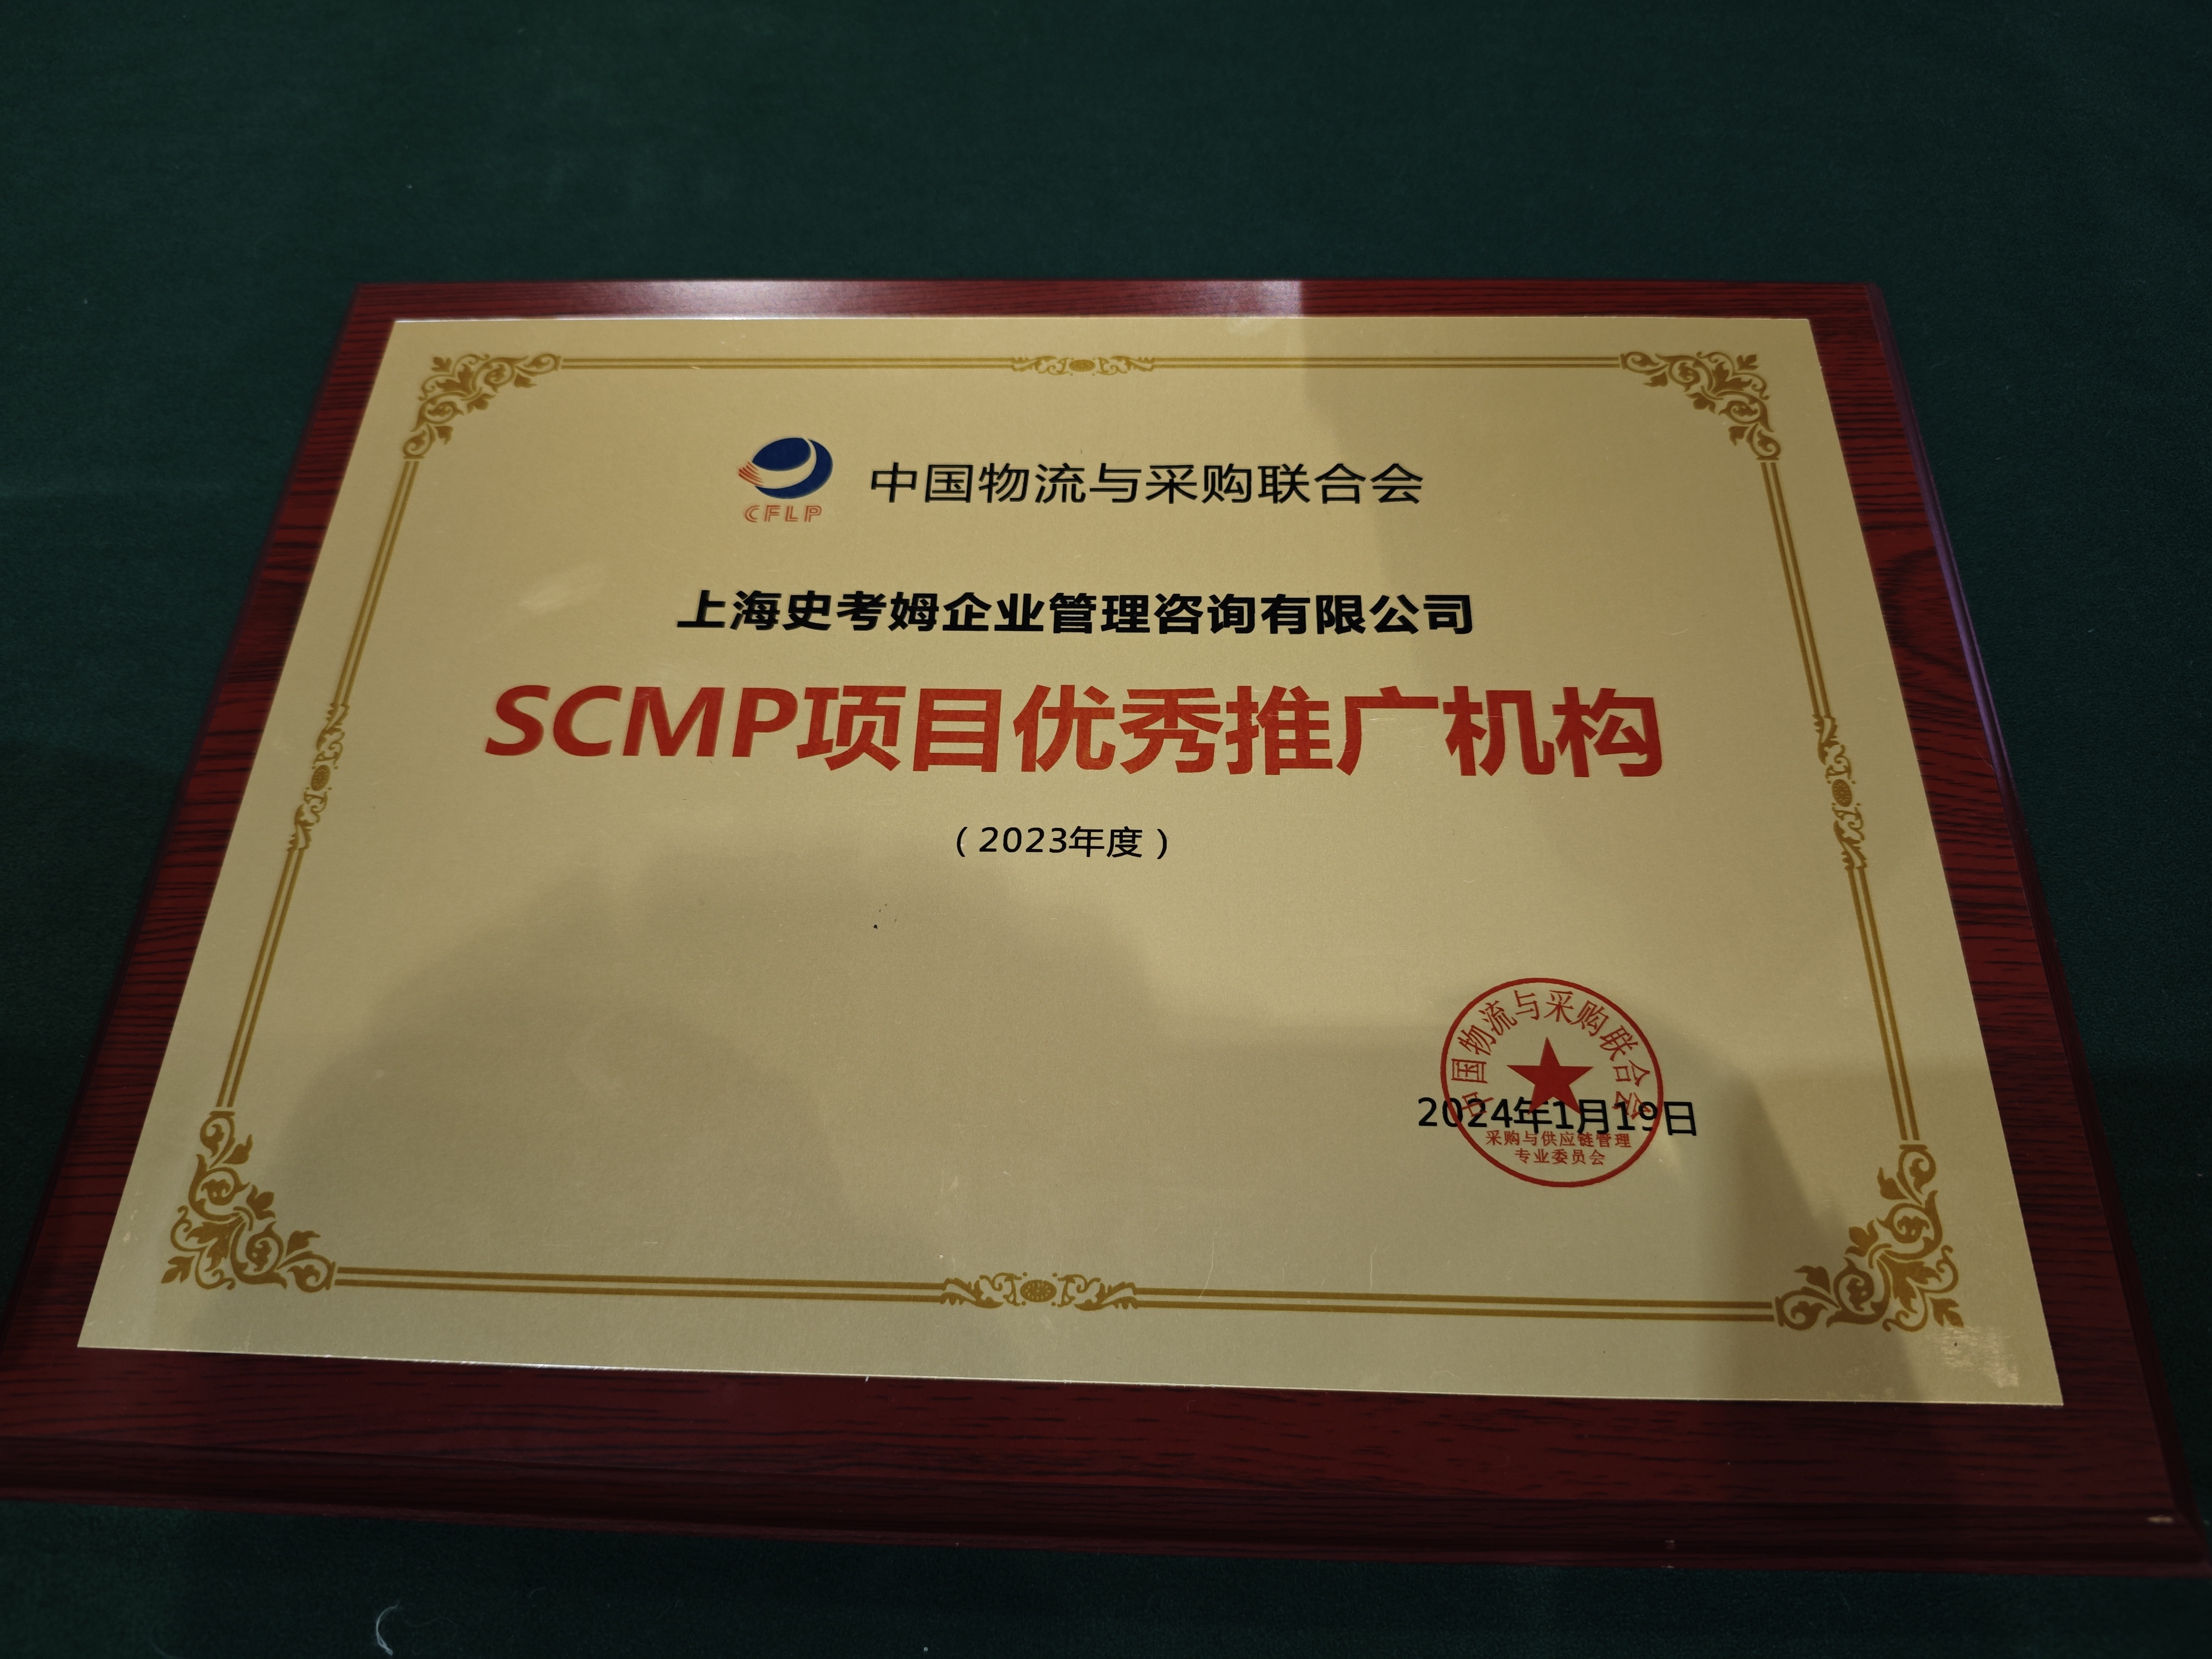 CFLP
中国物流与采购联合会
上海史考姆企业管理咨询有限公司
SCMP项目优秀推广机构
（2023年度）
中国物流与采购联合会
2024年1月19日
采购与供应链管理
专业委员会